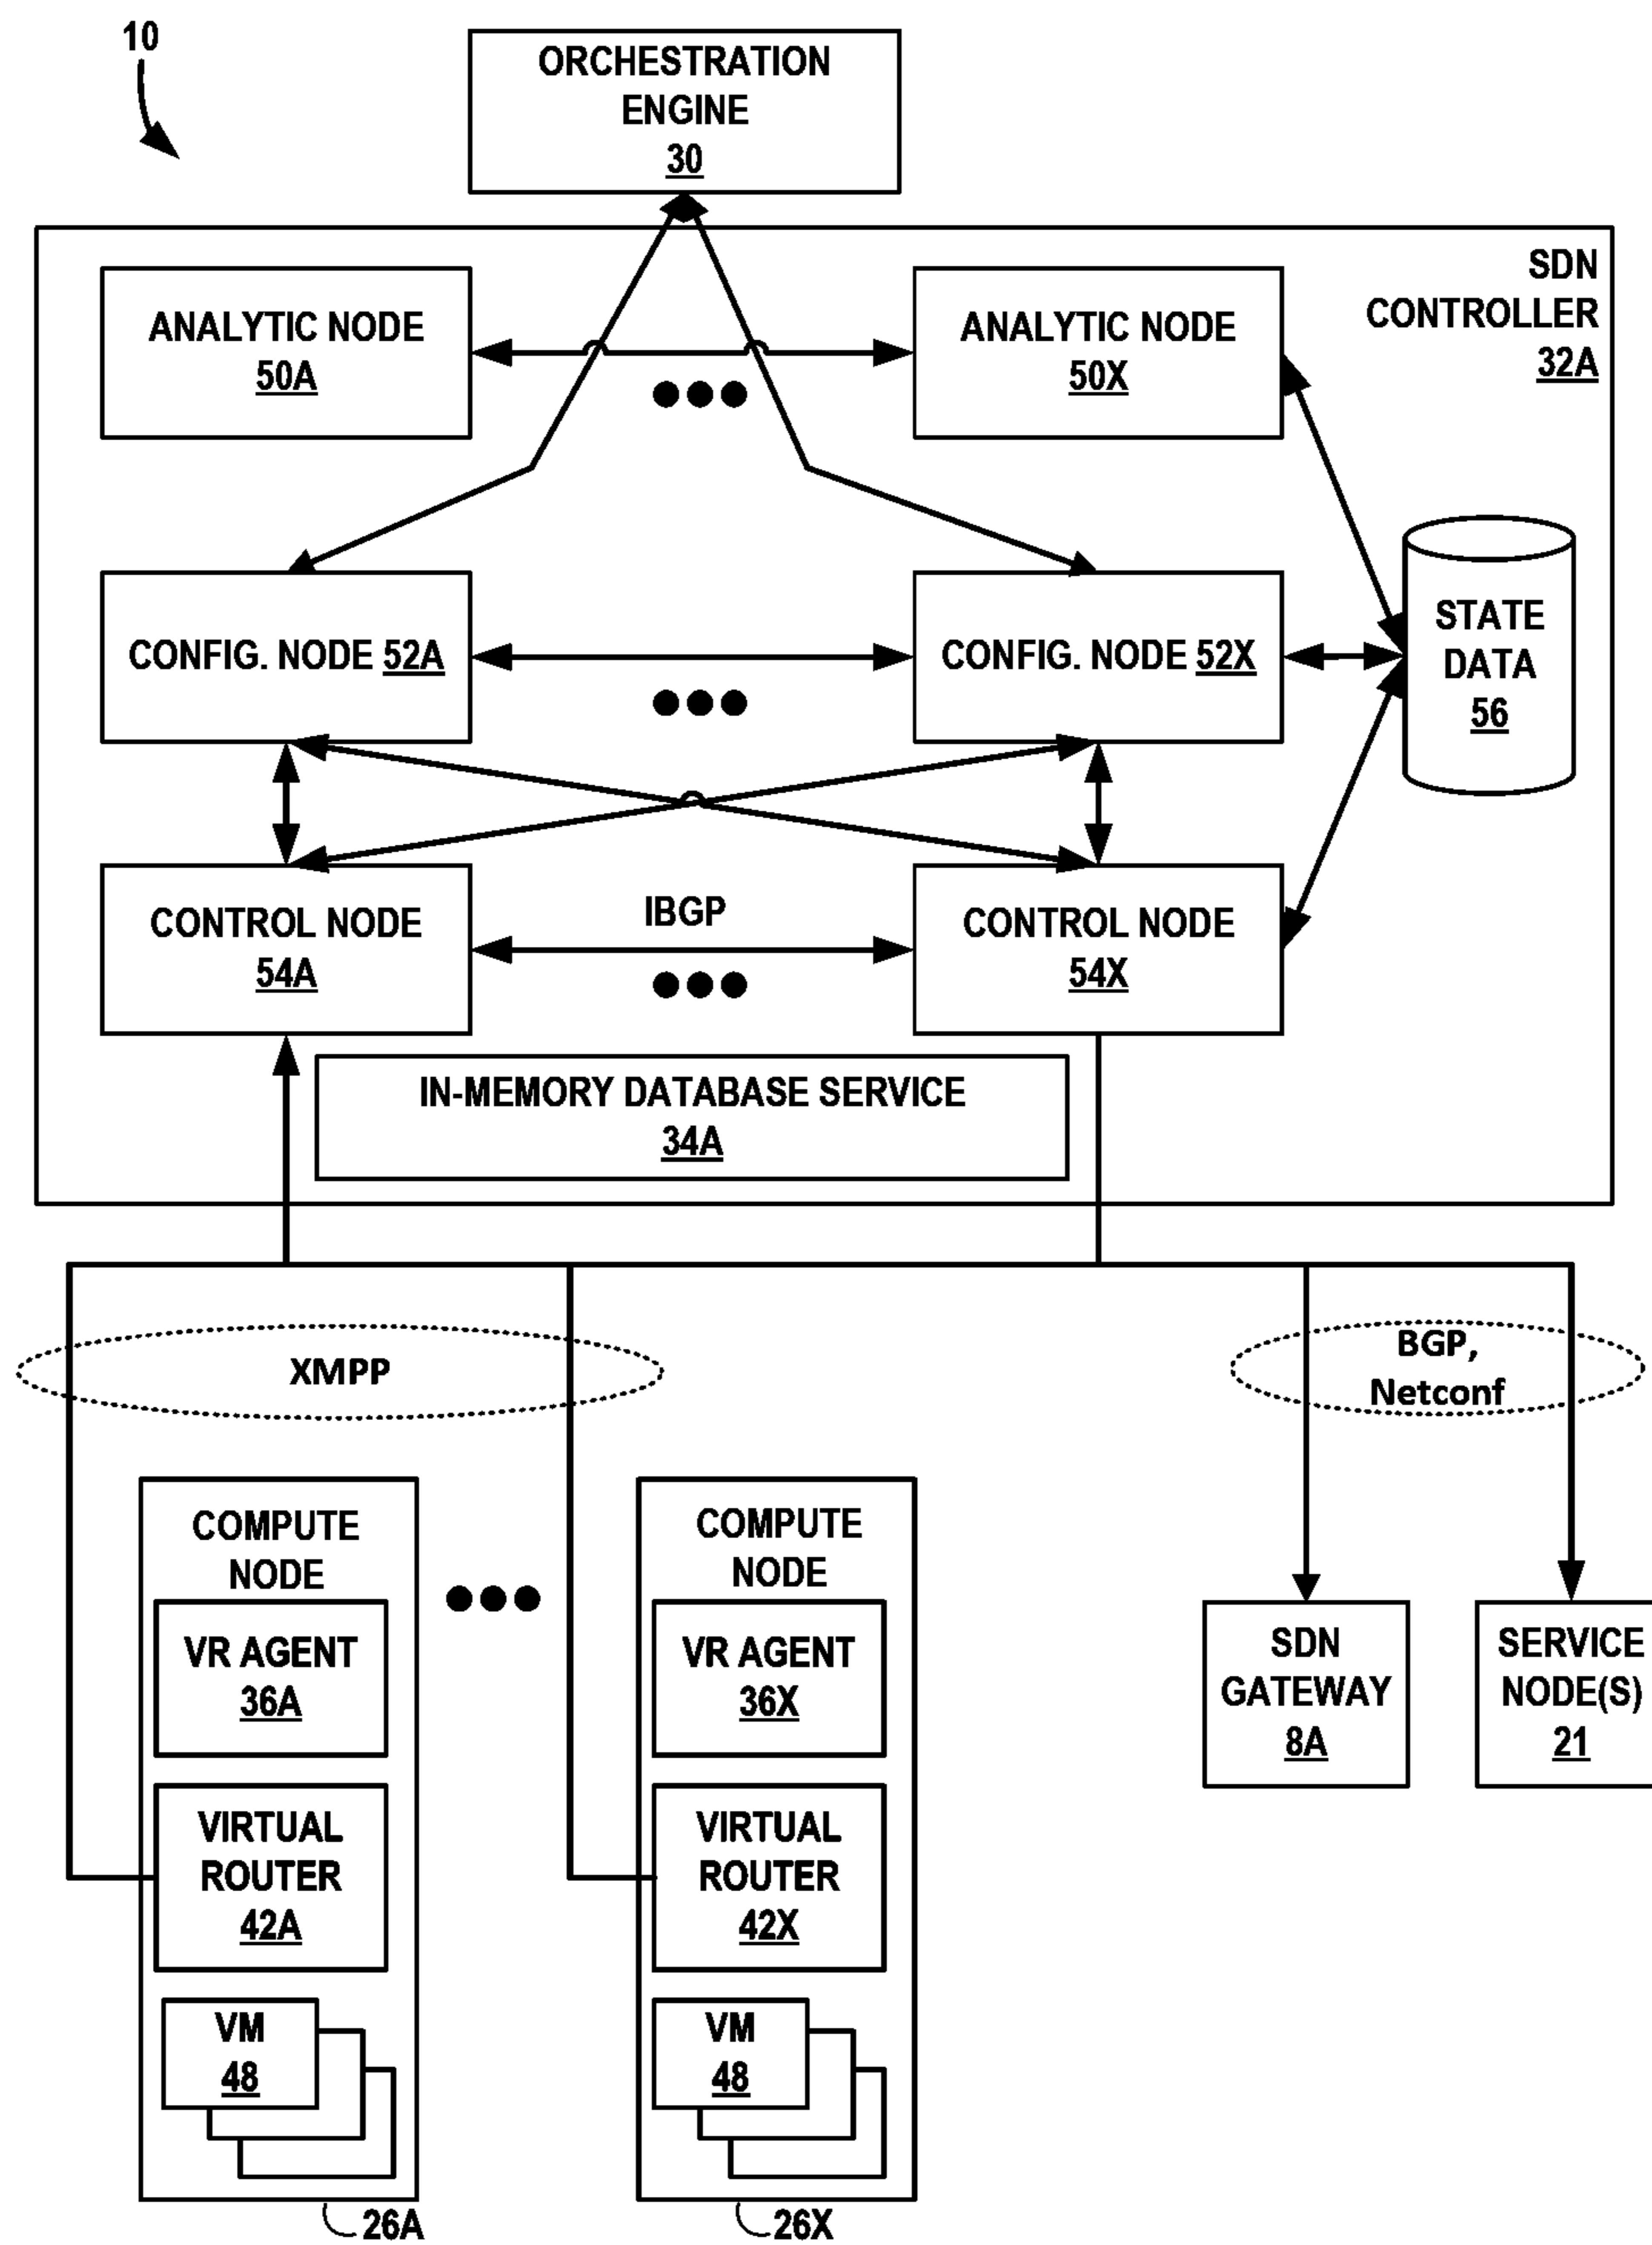 10
ORCHESTRATION
ENGINE
30
SDN
CONTROLLER
32A
ANALYTIC NODE
50A
ANALYTIC NODE
50X
CONFIG. NODE 52A
CONFIG. NODE 52X
STATE
DATA
56
CONTROL NODE
54A
IBGP
CONTROL NODE
54X
IN-MEMORY DATABASE SERVICE
34A
XMPP
BGP,
Netconf
COMPUTE
NODE
VR AGENT
36A
VIRTUAL
ROUTER
42A
VM
48
26A
COMPUTE
NODE
VR AGENT
36X
VIRTUAL
ROUTER
42X
VM
48
26X
SDN
GATEWAY
8A
SERVICE
NODE(S)
21